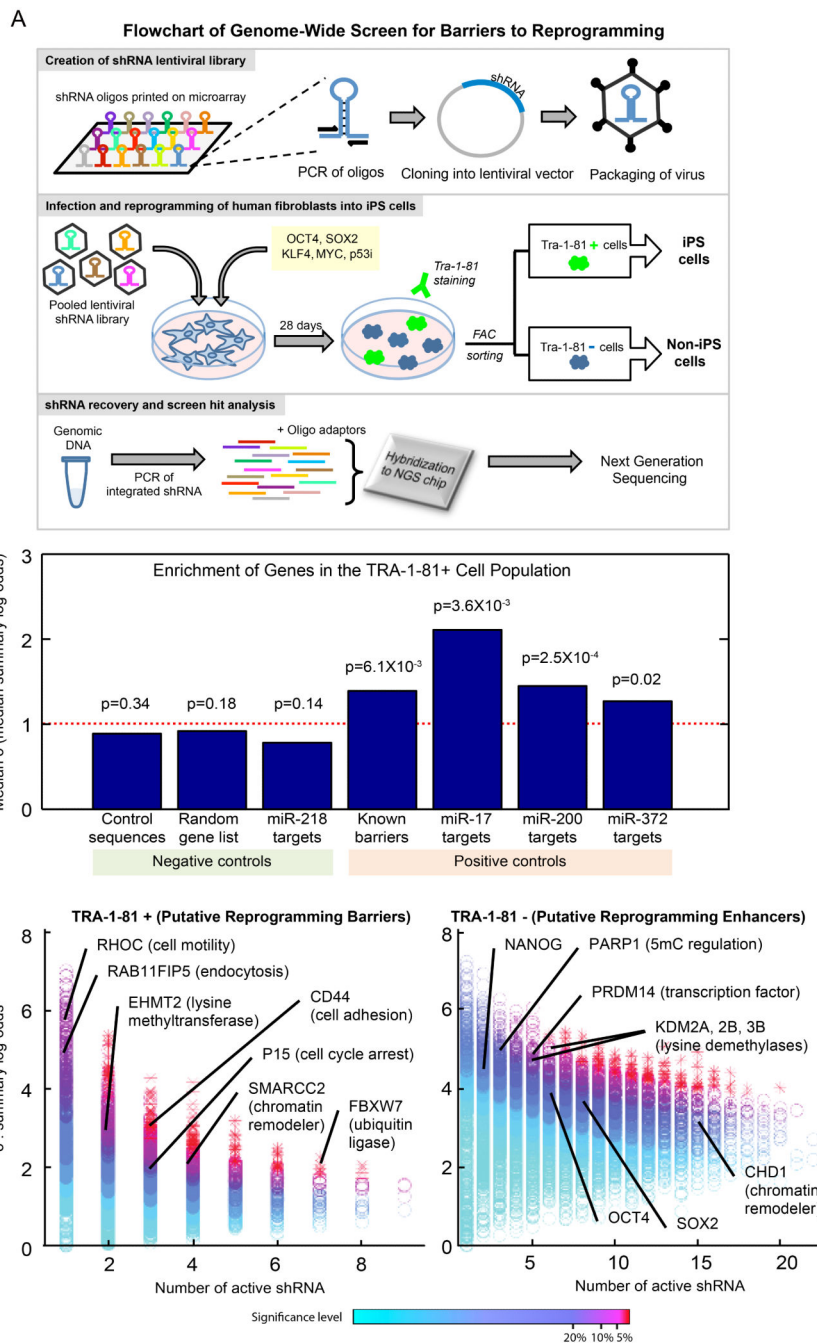 A
Flowchart of Genome-Wide Screen for Barriers to Reprogramming
Creation of shRNA lentiviral library
shRNA oligos printed on microarray
shRNA
PCR of oligos
Cloning into lentiviral vector
Packaging of virus
Infection and reprogramming of human fibroblasts into iPS cells
OCT4, SOX2
KLF4, MYC, p53i
Pooled lentiviral
shRNA library
28 days
Tra-1-81
staining
FAC
sorting
Tra-1-81 + cells
iPS
cells
Tra-1-81 - cells
Non-iPS
cells
shRNA recovery and screen hit analysis
Genomic
DNA
PCR of
integrated shRNA
+ Oligo adaptors
Hybridization
to NGS chip
Next Generation
Sequencing
Enrichment of Genes in the TRA-1-81+ Cell Population
3
2
1
0
p=0.34
p=0.18
p=0.14
p=6.1X10-3
p=3.6X10-3
p=2.5X10-4
p=0.02
Control
sequences
Random
gene list
miR-218
targets
Known
barriers
miR-17
targets
miR-200
targets
miR-372
targets
Negative controls
Positive controls
TRA-1-81 + (Putative Reprogramming Barriers)
8
6
4
2
0
RHOC (cell motility)
RAB11FIP5 (endocytosis)
EHMT2 (lysine
methyltransferase)
CD44
(cell adhesion)
P15 (cell cycle arrest)
SMARCC2
(chromatin
remodeler)
FBXW7
(ubiquitin
ligase)
2
4
6
8
Number of active shRNA
TRA-1-81 - (Putative Reprogramming Enhancers)
8
6
4
2
0
NANOG
PARP1 (5mC regulation)
PRDM14 (transcription factor)
KDM2A, 2B, 3B
(lysine demethylases)
CHD1
(chromatin
remodeler)
OCT4
SOX2
5
10
15
20
Number of active shRNA
Significance level
20%
10%
5%